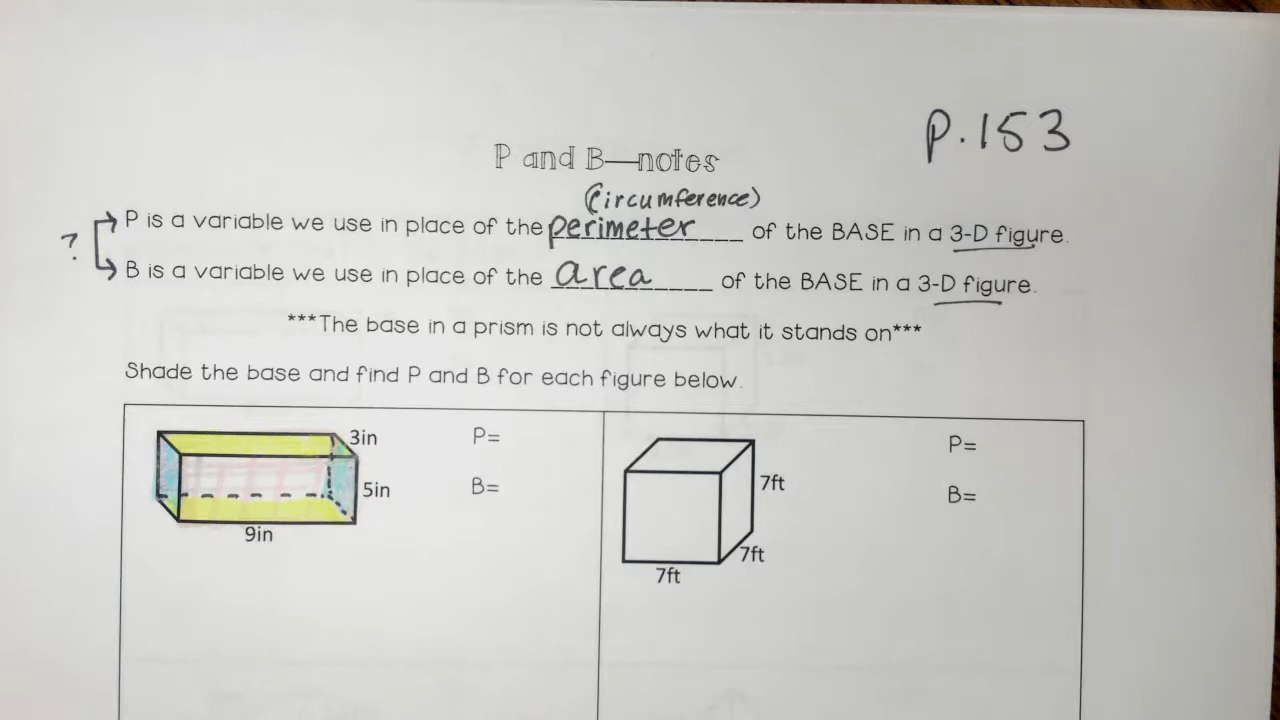 P.153
P and B—notes
(circumference)
P is a variable we use in place of the perimeter of the BASE in a 3-D figure.
?
B is a variable we use in place of the area of the BASE in a 3-D figure.
***The base in a prism is not always what it stands on***
Shade the base and find P and B for each figure below.
3in
P=
5in
B=
9in
P=
7ft
B=
7ft
7ft